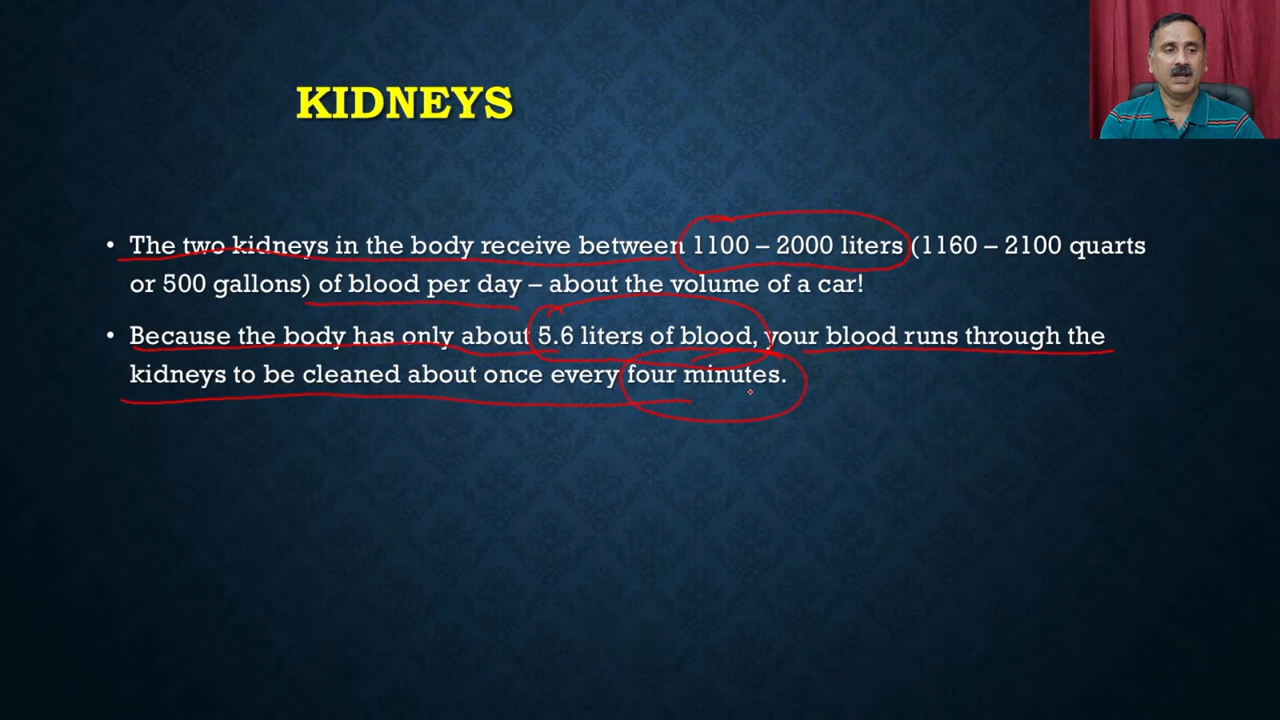 KIDNEYS
• The two kidneys in the body receive between 1100 – 2000 liters (1160 – 2100 quarts
or 500 gallons) of blood per day – about the volume of a car!
• Because the body has only about 5.6 liters of blood, your blood runs through the
kidneys to be cleaned about once every four minutes.